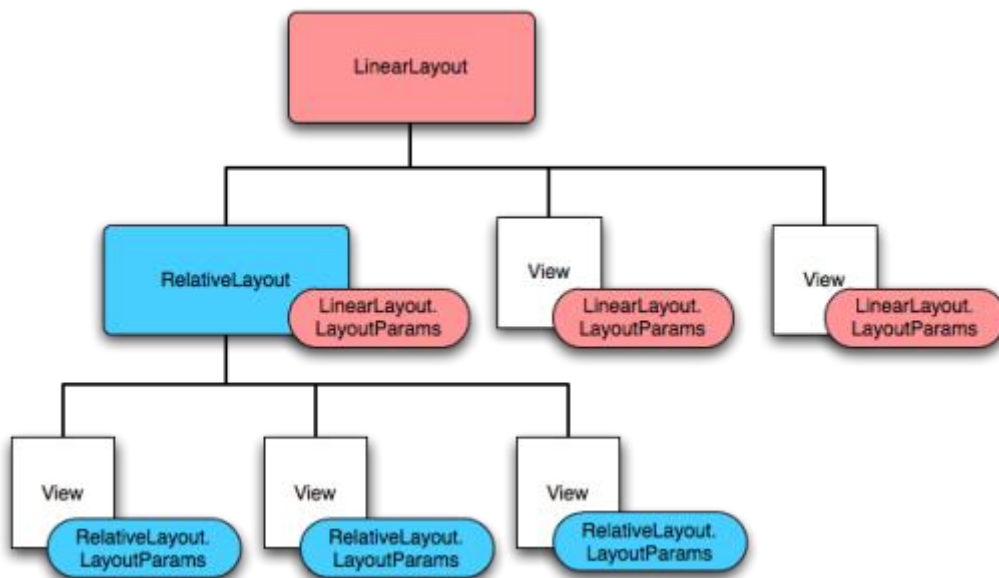 LinearLayout
RelativeLayout
LinearLayout.
LayoutParams
View
LinearLayout.
LayoutParams
View
LinearLayout.
LayoutParams
View
RelativeLayout.
LayoutParams
View
RelativeLayout.
LayoutParams
View
RelativeLayout.
LayoutParams